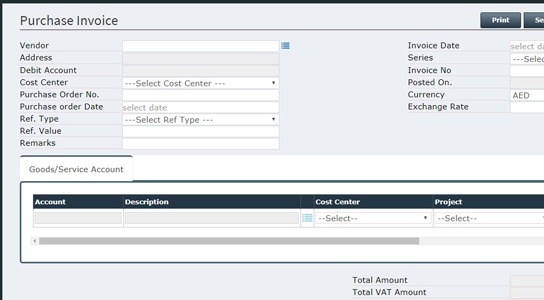 Purchase Invoice
Print
Vendor
Invoice Date select date
Address
Series ---Selec
Debit Account
Invoice No
Cost Center ---Select Cost Center ---
Posted On.
Purchase Order No.
Currency AED
Purchase order Date select date
Exchange Rate
Ref. Type ---Select Ref Type ---
Ref. Value
Remarks
Goods/Service Account
Account Description Cost Center Project
--Select-- --Select--
Total Amount
Total VAT Amount